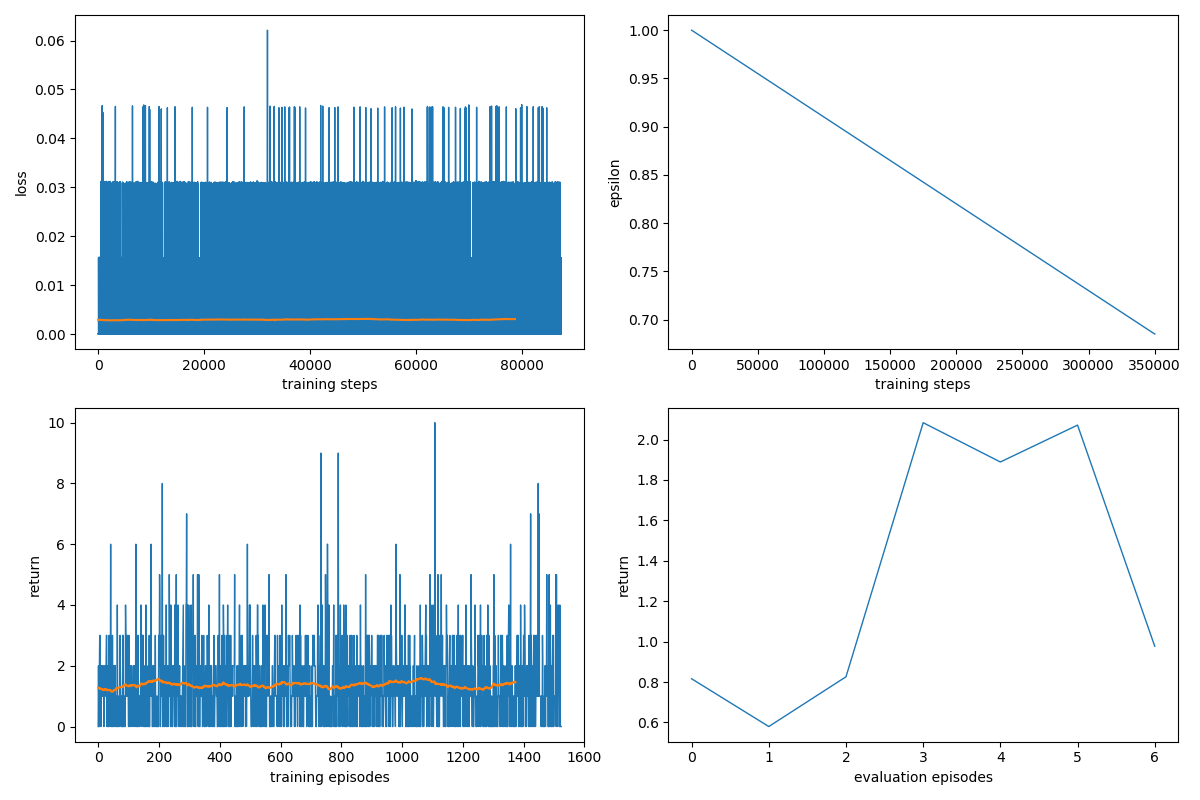 0.06
0.05
0.04
0.03
0.02
0.01
0.00
loss
0 20000 40000 60000 80000
training steps
1.00
0.95
0.90
0.85
0.80
0.75
0.70
epsilon
0 50000 100000 150000 200000 250000 300000 350000
training steps
10
8
6
4
2
0
return
0 200 400 600 800 1000 1200 1400 1600
training episodes
2.0
1.8
1.6
1.4
1.2
1.0
0.8
0.6
return
0 1 2 3 4 5 6
evaluation episodes